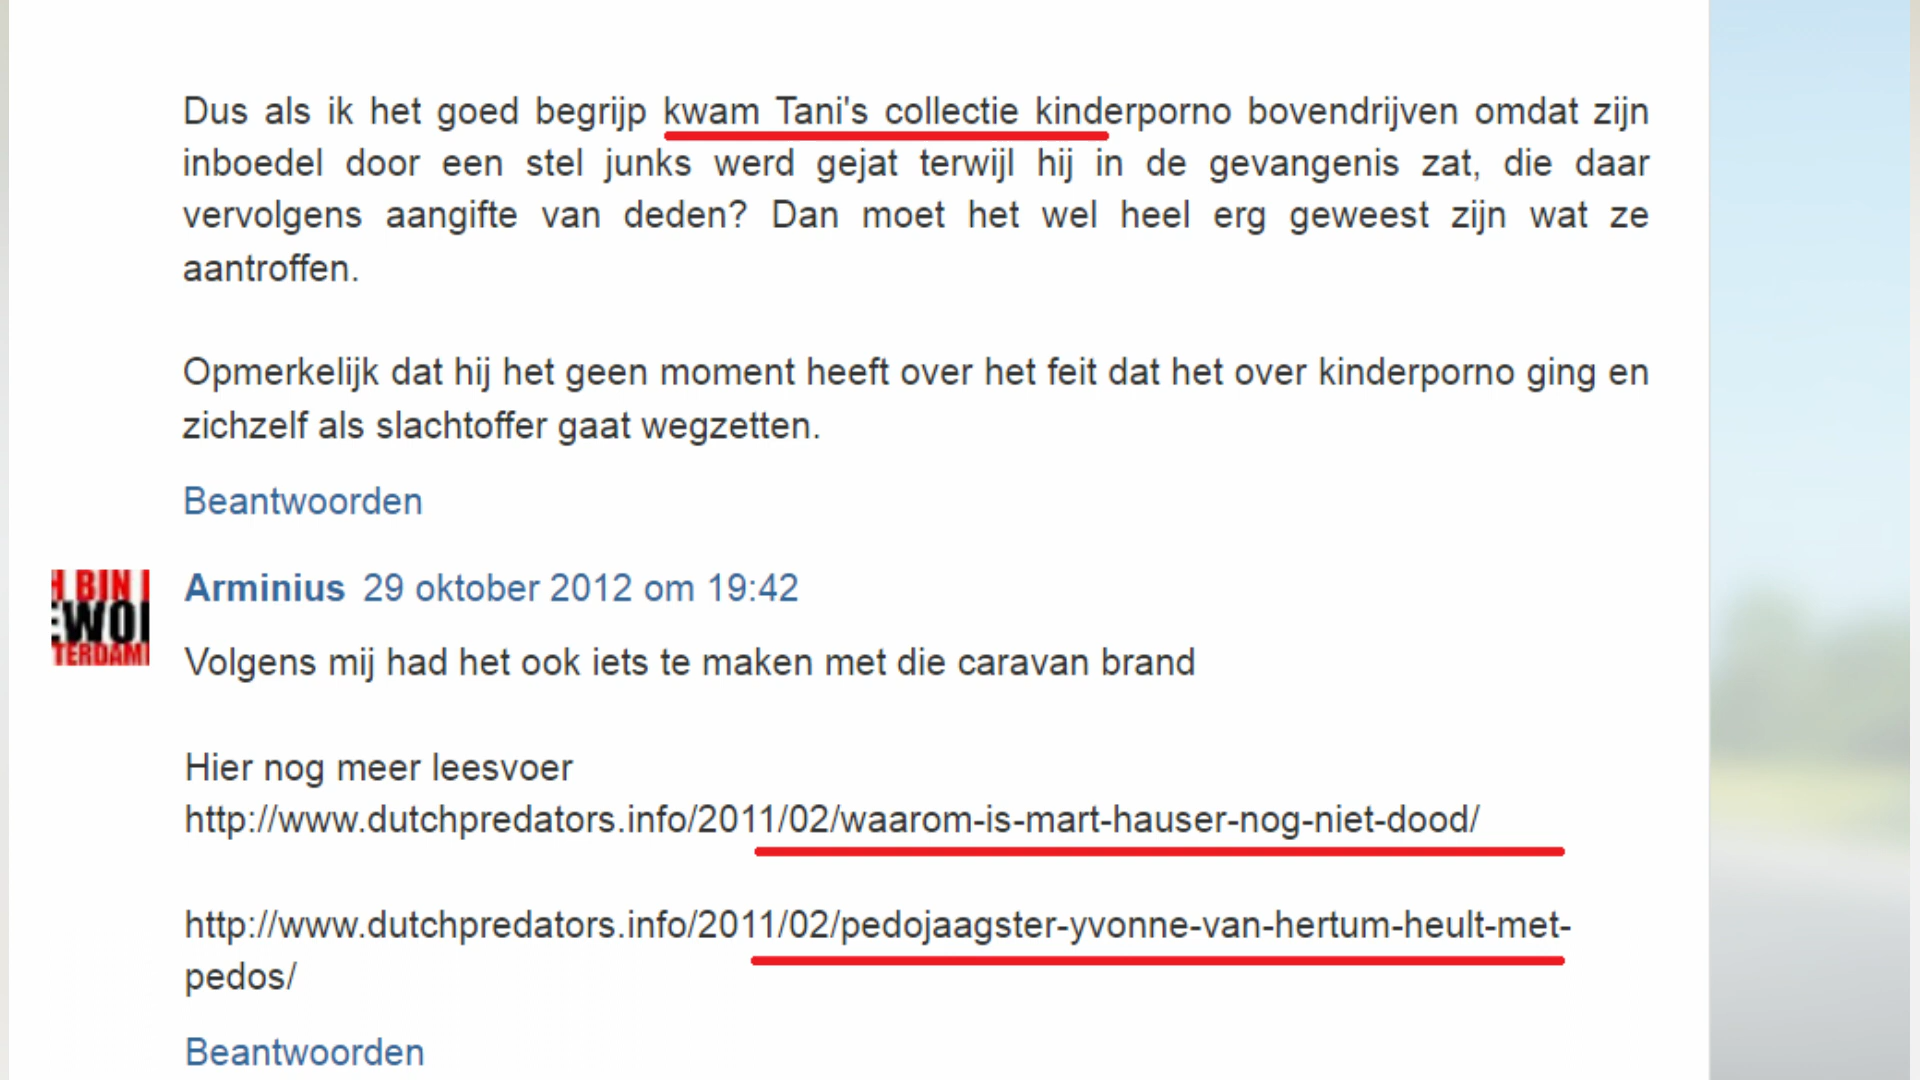 Dus als ik het goed begrijp kwam Tani's collectie kinderporno bovendrijven omdat zijn
inboedel door een stel junks werd gejat terwijl hij in de gevangenis zat, die daar
vervolgens aangifte van deden? Dan moet het wel heel erg geweest zijn wat ze
aantroffen.
Opmerkelijk dat hij het geen moment heeft over het feit dat het over kinderporno ging en
zichzelf als slachtoffer gaat wegzetten.
Beantwoorden
H BIN I
EWO
TERDAM
Arminius 29 oktober 2012 om 19:42
Volgens mij had het ook iets te maken met die caravan brand
Hier nog meer leesvoer
http://www.dutchpredators.info/2011/02/waarom-is-mart-hauser-nog-niet-dood/
http://www.dutchpredators.info/2011/02/pedojaagster-yvonne-van-hertum-heult-met-
pedos/
Beantwoorden